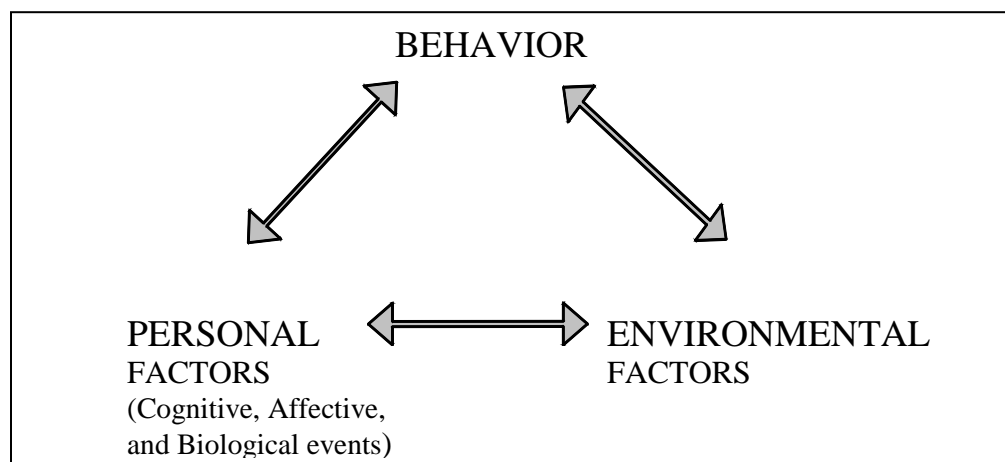 BEHAVIOR
PERSONAL
FACTORS
(Cognitive, Affective,
and Biological events)
ENVIRONMENTAL
FACTORS